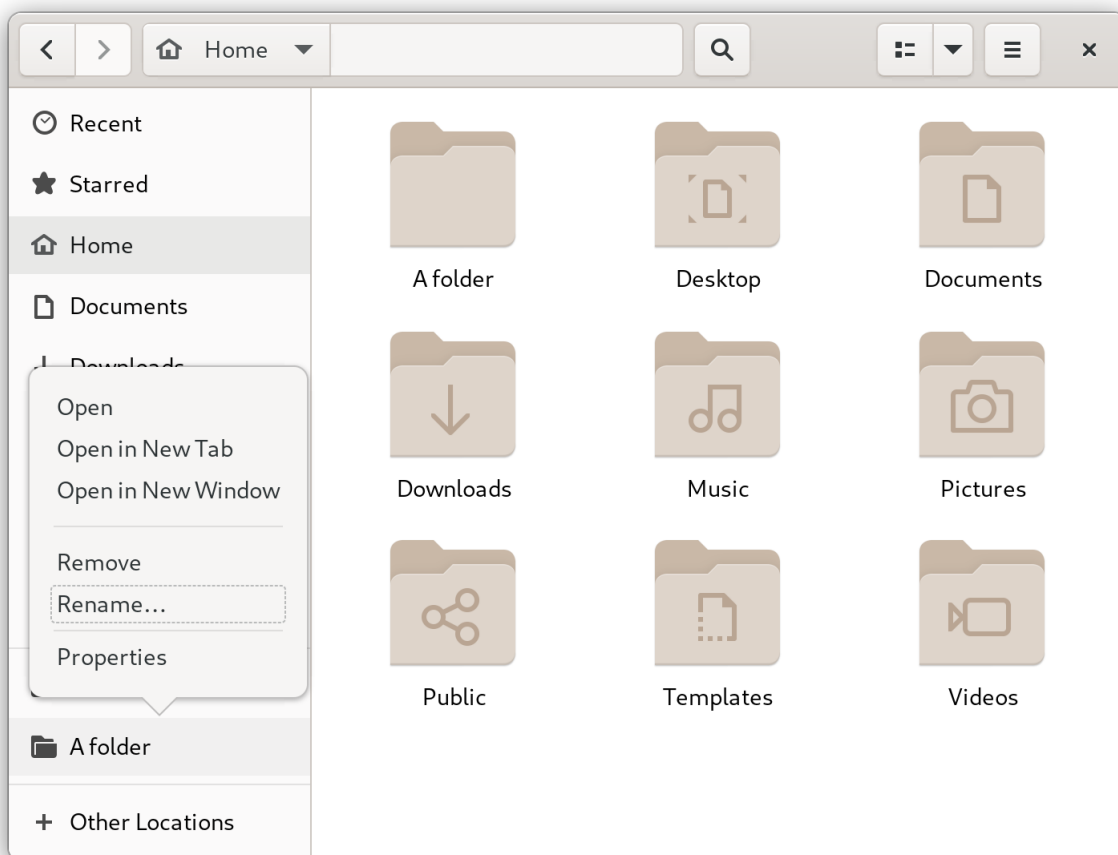 Home
Recent
Starred
Home
Documents
Downloads
Open
Open in New Tab
Open in New Window
Remove
Rename...
Properties
A folder
Other Locations
A folder
Desktop
Documents
Downloads
Music
Pictures
Public
Templates
Videos